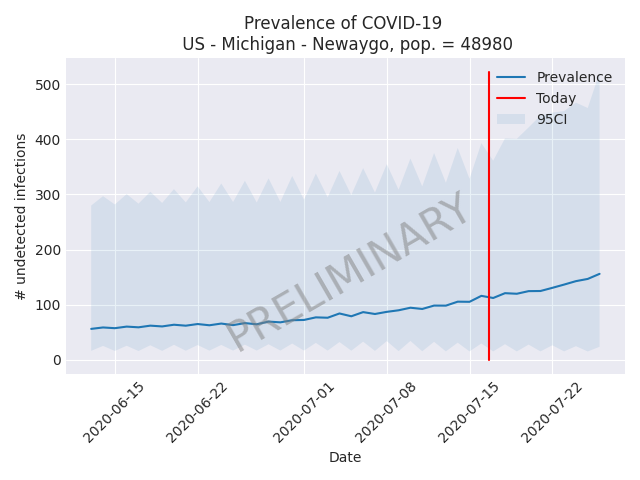 Prevalence of COVID-19
US - Michigan - Newaygo, pop. = 48980
500
400
300
200
100
0
# undetected infections
Prevalence
Today
95CI
PRELIMINARY
2020-06-15
2020-06-22
2020-07-01
2020-07-08
2020-07-15
2020-07-22
Date